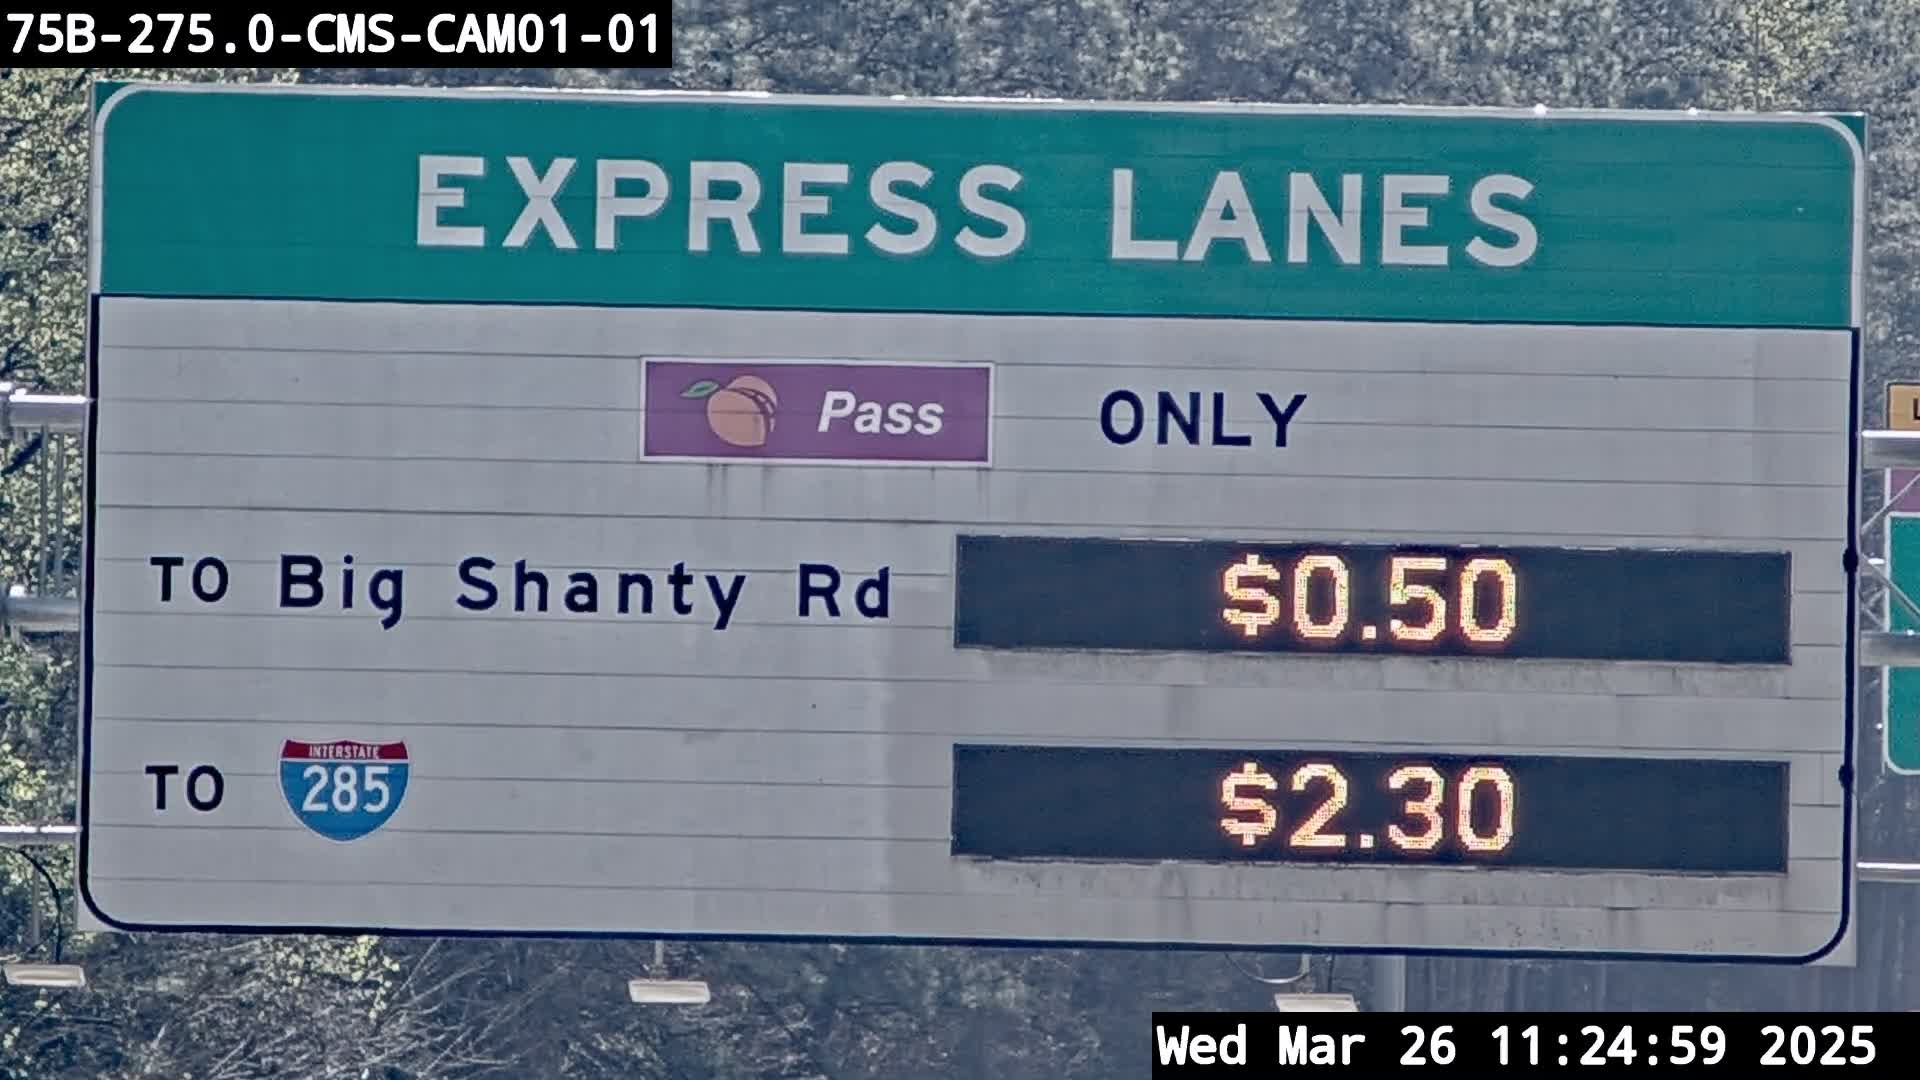 75B-275.0-CMS-CAM01-01
EXPRESS LANES
Pass ONLY
TO Big Shanty Rd $0.50
TO INTERSTATE 285 $2.30
Wed Mar 26 11:24:59 2025